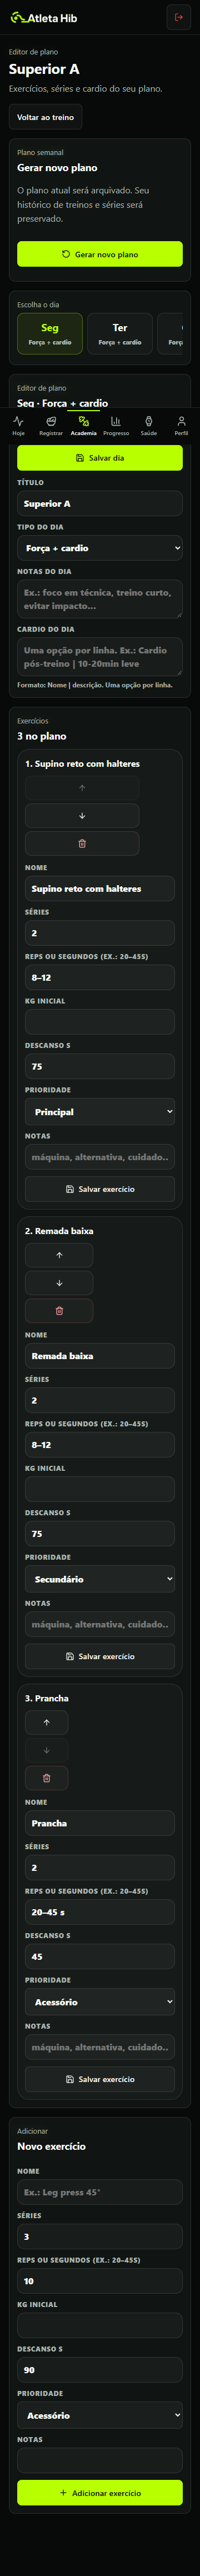 Atleta Hib
Editor de plano
Superior A
Exercícios, séries e cardio do seu plano.
Voltar ao treino
Plano semanal
Gerar novo plano
O plano atual será arquivado. Seu
histórico de treinos e séries será
preservado.
Gerar novo plano
Escolha o dia
Seg
Força + cardio
Ter
Força + cardio
Editor de plano
Seg · Força + cardio
Hoje
Registrar
Academia
Progresso
Saúde
Perfil
Salvar dia
TÍTULO
Superior A
TIPO DO DIA
Força + cardio
NOTAS DO DIA
Ex.: foco em técnica, treino curto,
evitar impacto...
CARDIO DO DIA
Uma opção por linha. Ex.: Cardio
pós-treino | 10-20min leve
Formato: Nome | descrição. Uma opção por linha.
Exercícios
3 no plano
1. Supino reto com halteres
↑
↓
NOME
Supino reto com halteres
SÉRIES
2
REPS OU SEGUNDOS (EX.: 20–45S)
8–12
KG INICIAL
DESCANSO S
75
PRIORIDADE
Principal
NOTAS
máquina, alternativa, cuidado..
Salvar exercício
2. Remada baixa
↑
↓
NOME
Remada baixa
SÉRIES
2
REPS OU SEGUNDOS (EX.: 20–45S)
8–12
KG INICIAL
DESCANSO S
75
PRIORIDADE
Secundário
NOTAS
máquina, alternativa, cuidado..
Salvar exercício
3. Prancha
↑
↓
NOME
Prancha
SÉRIES
2
REPS OU SEGUNDOS (EX.: 20–45S)
20–45 s
DESCANSO S
45
PRIORIDADE
Acessório
NOTAS
máquina, alternativa, cuidado..
Salvar exercício
Adicionar
Novo exercício
NOME
Ex.: Leg press 45°
SÉRIES
3
REPS OU SEGUNDOS (EX.: 20–45S)
10
KG INICIAL
DESCANSO S
90
PRIORIDADE
Acessório
NOTAS
+ Adicionar exercício